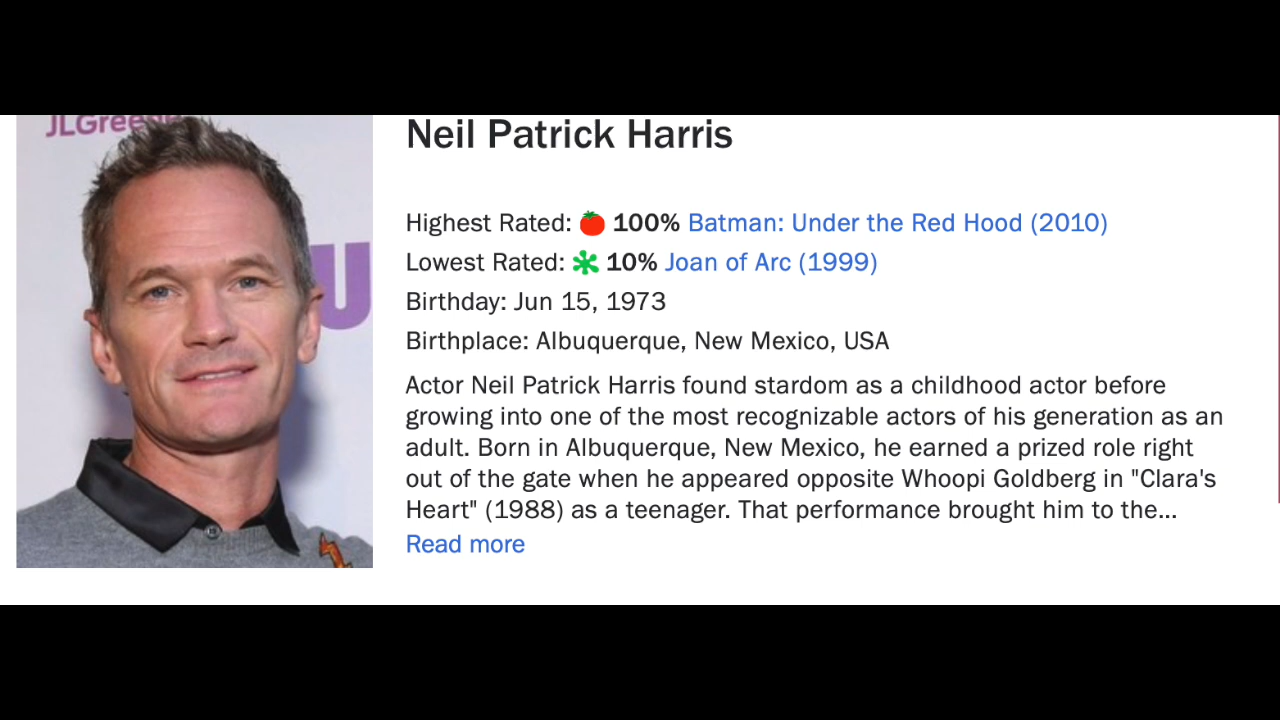 JLGreene
U
Neil Patrick Harris
Highest Rated: 100% Batman: Under the Red Hood (2010)
Lowest Rated: 10% Joan of Arc (1999)
Birthday: Jun 15, 1973
Birthplace: Albuquerque, New Mexico, USA
Actor Neil Patrick Harris found stardom as a childhood actor before
growing into one of the most recognizable actors of his generation as an
adult. Born in Albuquerque, New Mexico, he earned a prized role right
out of the gate when he appeared opposite Whoopi Goldberg in "Clara's
Heart" (1988) as a teenager. That performance brought him to the...
Read more